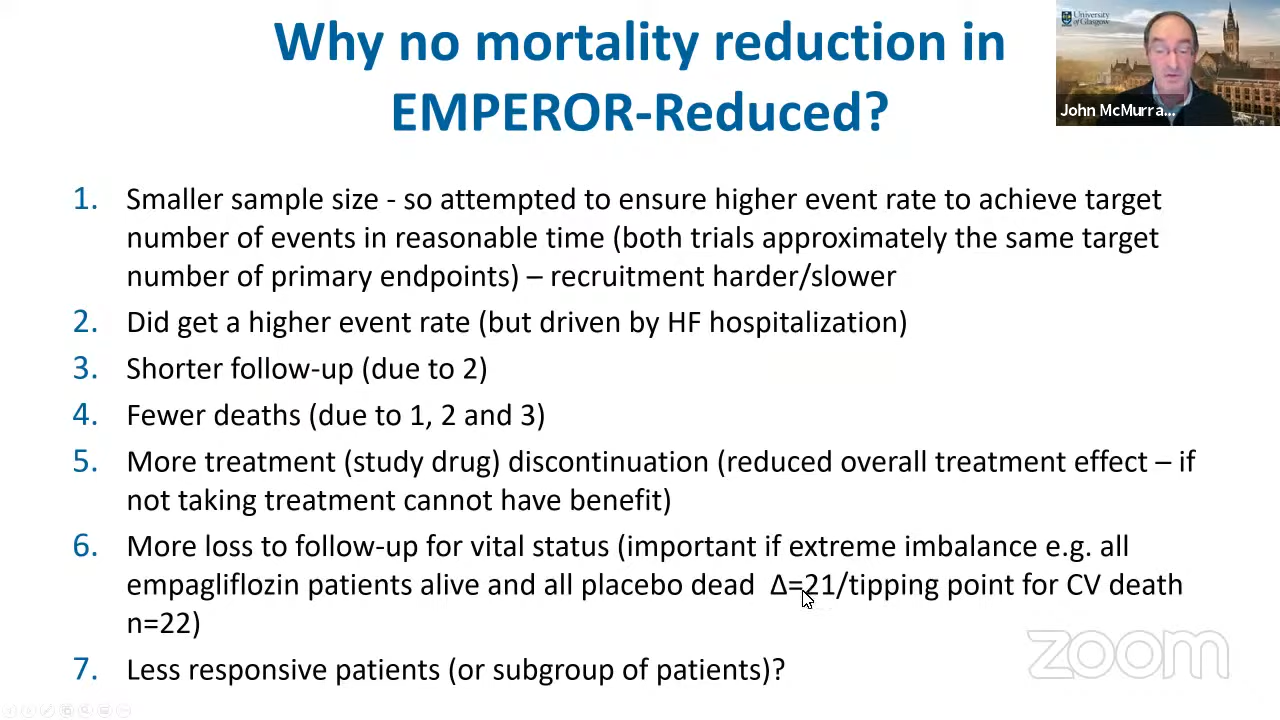 Why no mortality reduction in
EMPEROR-Reduced?
University
of Glasgow
John McMurra...
1. Smaller sample size - so attempted to ensure higher event rate to achieve target
number of events in reasonable time (both trials approximately the same target
number of primary endpoints) – recruitment harder/slower
2. Did get a higher event rate (but driven by HF hospitalization)
3. Shorter follow-up (due to 2)
4. Fewer deaths (due to 1, 2 and 3)
5. More treatment (study drug) discontinuation (reduced overall treatment effect – if
not taking treatment cannot have benefit)
6. More loss to follow-up for vital status (important if extreme imbalance e.g. all
empagliflozin patients alive and all placebo dead Δ=21/tipping point for CV death
n=22)
7. Less responsive patients (or subgroup of patients)?
zoom